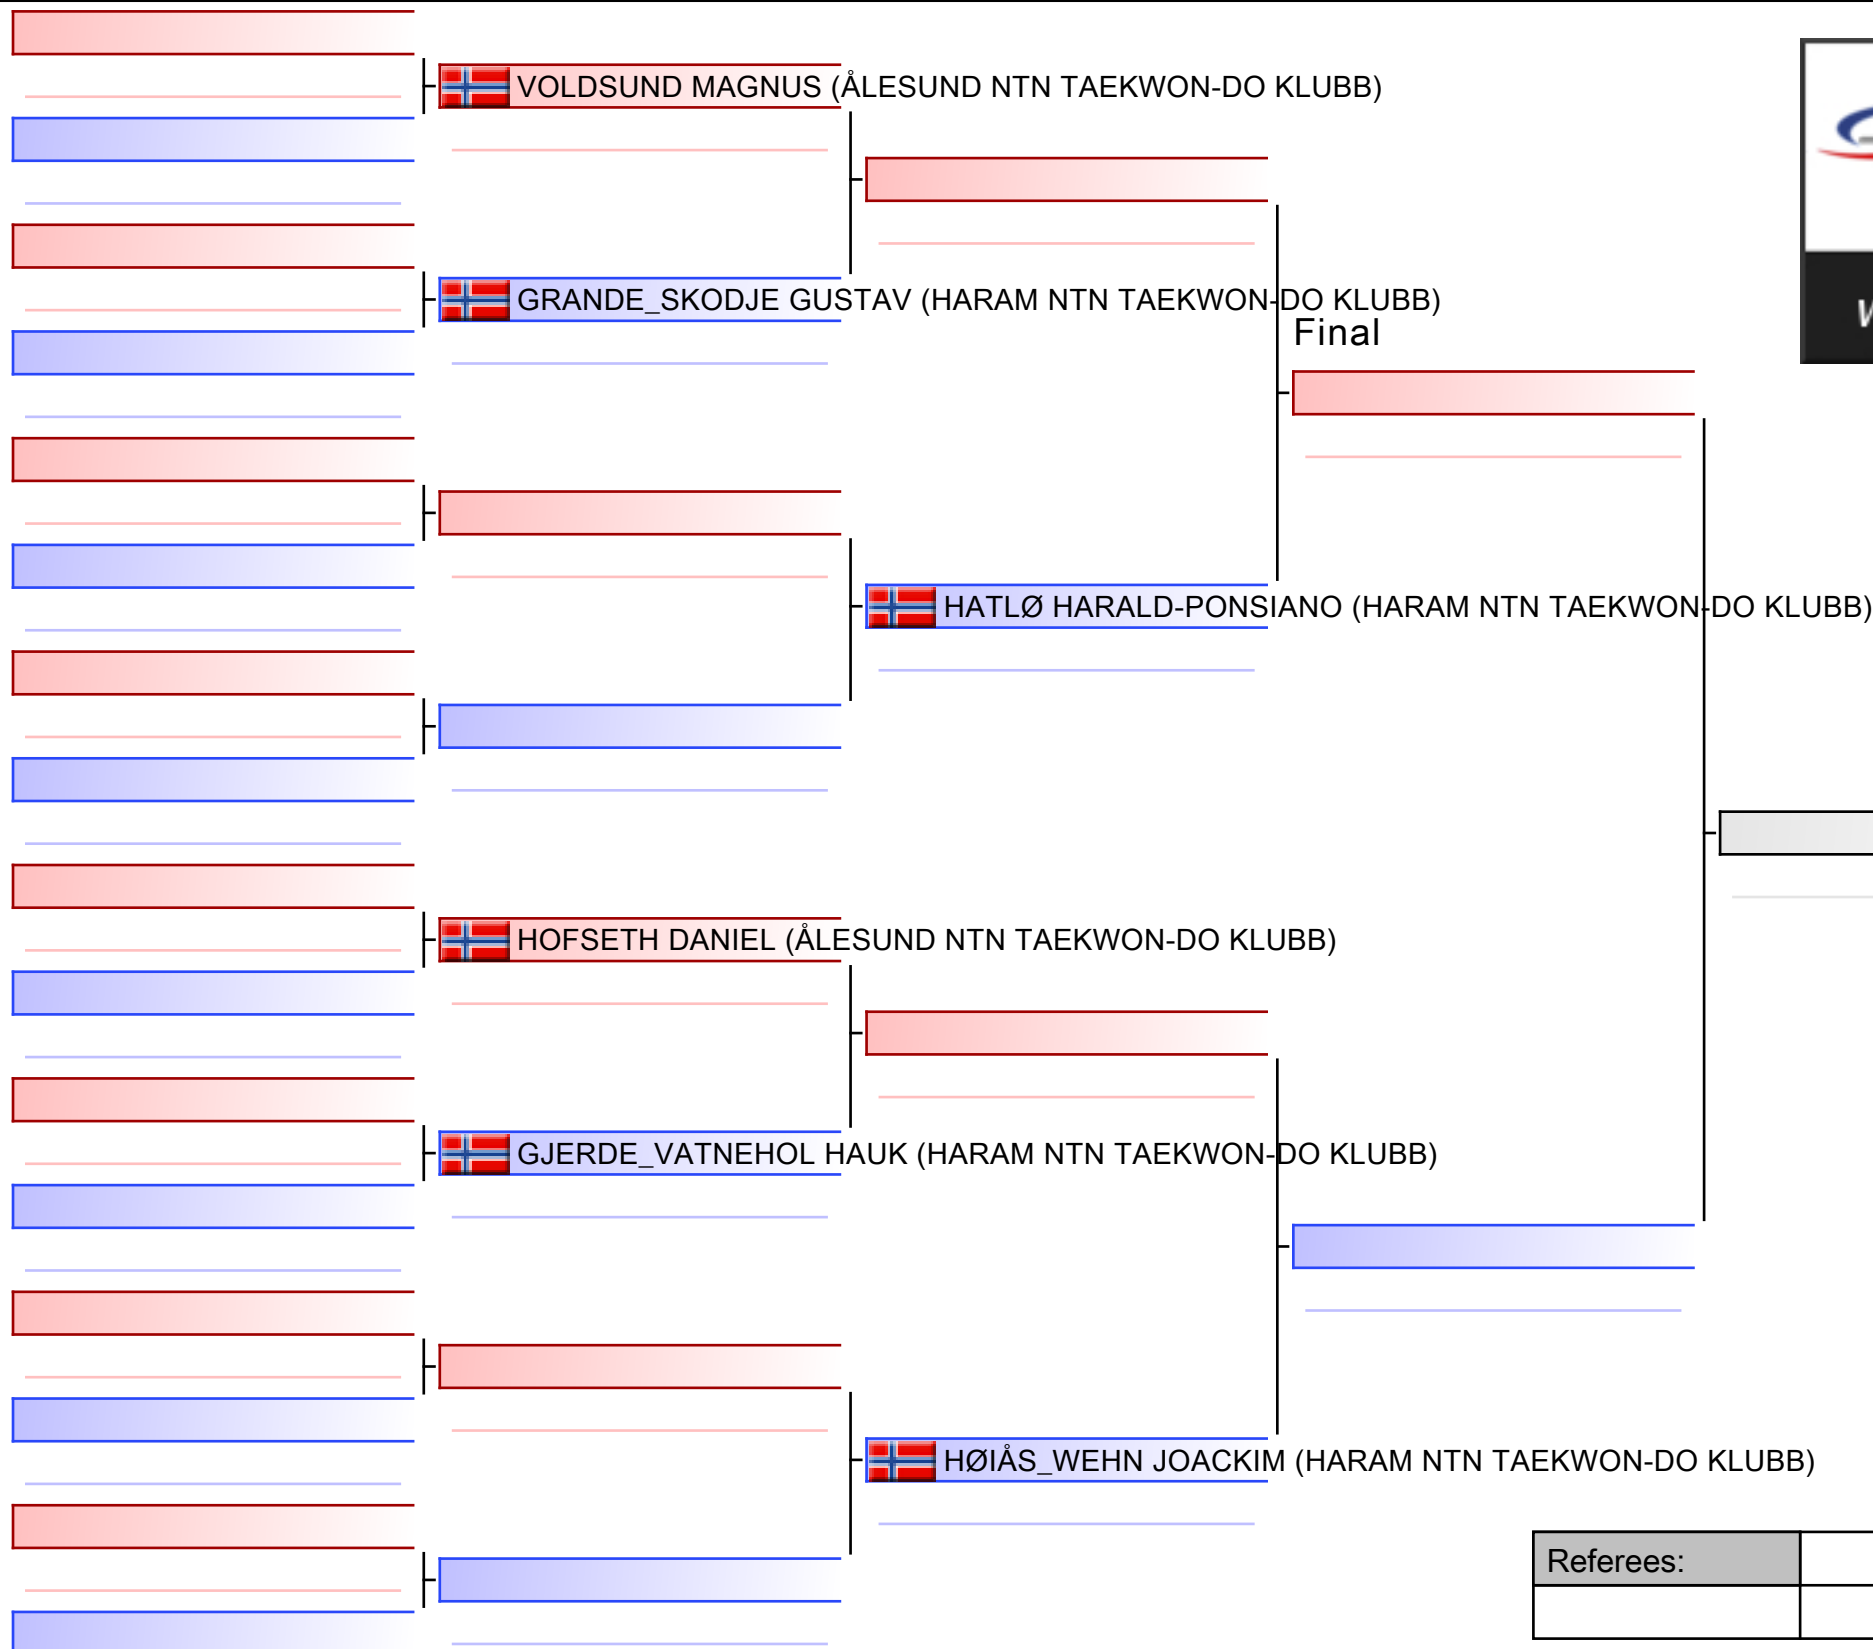 VOLDSUND MAGNUS (ÅLESUND NTN TAEKWON-DO KLUBB)
GRANDE_SKODJE GUSTAV (HARAM NTN TAEKWON-DO KLUBB)
Final
HATLØ HARALD-PONSIANO (HARAM NTN TAEKWON-DO KLUBB)
HOFSETH DANIEL (ÅLESUND NTN TAEKWON-DO KLUBB)
GJERDE_VATNEHOL HAUK (HARAM NTN TAEKWON-DO KLUBB)
HØIÅS_WEHN JOACKIM (HARAM NTN TAEKWON-DO KLUBB)
Referees: